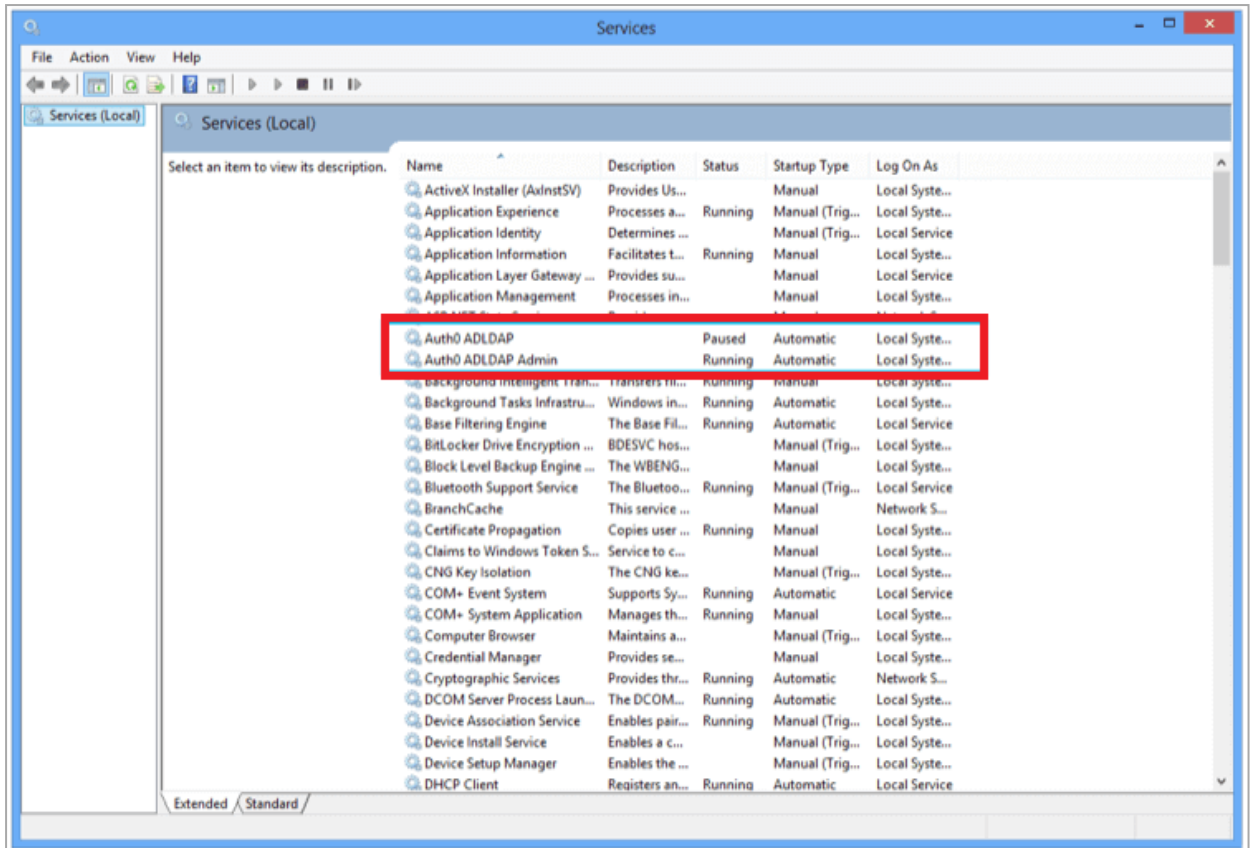 Services
File Action View Help
Services (Local)
Services (Local)
Select an item to view its description.
Name Description Status Startup Type Log On As
ActiveX Installer (AxInstSV) Provides Us... Manual Local Syste...
Application Experience Processes a... Running Manual (Trig... Local Syste...
Application Identity Determines ... Manual (Trig... Local Service
Application Information Facilitates t... Running Manual Local Syste...
Application Layer Gateway ... Provides su... Manual Local Service
Application Management Processes in... Manual Local Syste...
Auth0 ADLDAP Paused Automatic Local Syste...
Auth0 ADLDAP Admin Running Automatic Local Syste...
Background Intelligent Tran... Transfers fil... Running Manual Local Syste...
Background Tasks Infrastru... Windows in... Running Automatic Local Syste...
Base Filtering Engine The Base Fil... Running Automatic Local Service
BitLocker Drive Encryption ... BDESVC hos... Manual (Trig... Local Syste...
Block Level Backup Engine ... The WBENG... Manual Local Syste...
Bluetooth Support Service The Bluetoo... Running Manual (Trig... Local Service
BranchCache This service ... Manual Network S...
Certificate Propagation Copies user ... Running Manual Local Syste...
Claims to Windows Token S... Service to c... Manual Local Syste...
CNG Key Isolation The CNG ke... Manual (Trig... Local Syste...
COM+ Event System Supports Sy... Running Automatic Local Service
COM+ System Application Manages th... Running Manual Local Syste...
Computer Browser Maintains a... Manual (Trig... Local Syste...
Credential Manager Provides se... Manual Local Syste...
Cryptographic Services Provides thr... Running Automatic Network S...
DCOM Server Process Laun... The DCOM... Running Automatic Local Syste...
Device Association Service Enables pair... Running Manual (Trig... Local Syste...
Device Install Service Enables a c... Manual (Trig... Local Syste...
Device Setup Manager Enables the ... Manual (Trig... Local Syste...
DHCP Client Registers an... Running Automatic Local Service
Extended Standard